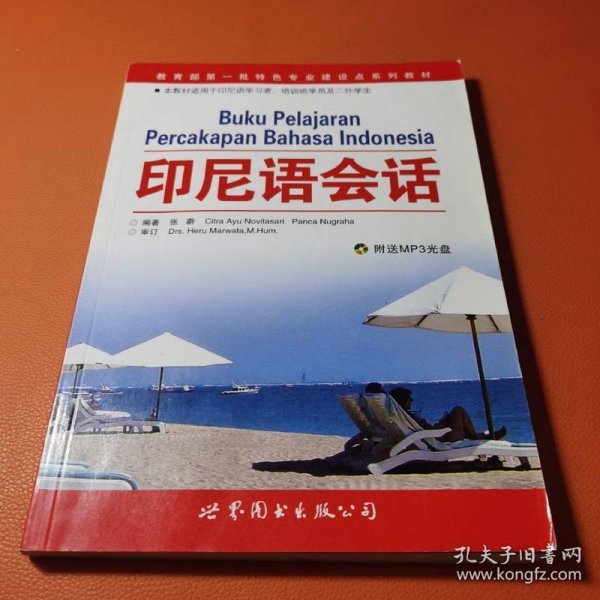 教育部第一批特色专业建设点系列教材
■ 本教材适用于印尼语学习者、培训班学员及二外学生
Buku Pelajaran
Percakapan Bahasa Indonesia
印尼语会话
◎ 编著 张 蔚 Citra Ayu Novitasari Panca Nugraha
◎ 审订 Drs. Heru Marwata,M.Hum.
附送MP3光盘
世界图书出版公司
孔夫子旧书网
www.kongfz.com